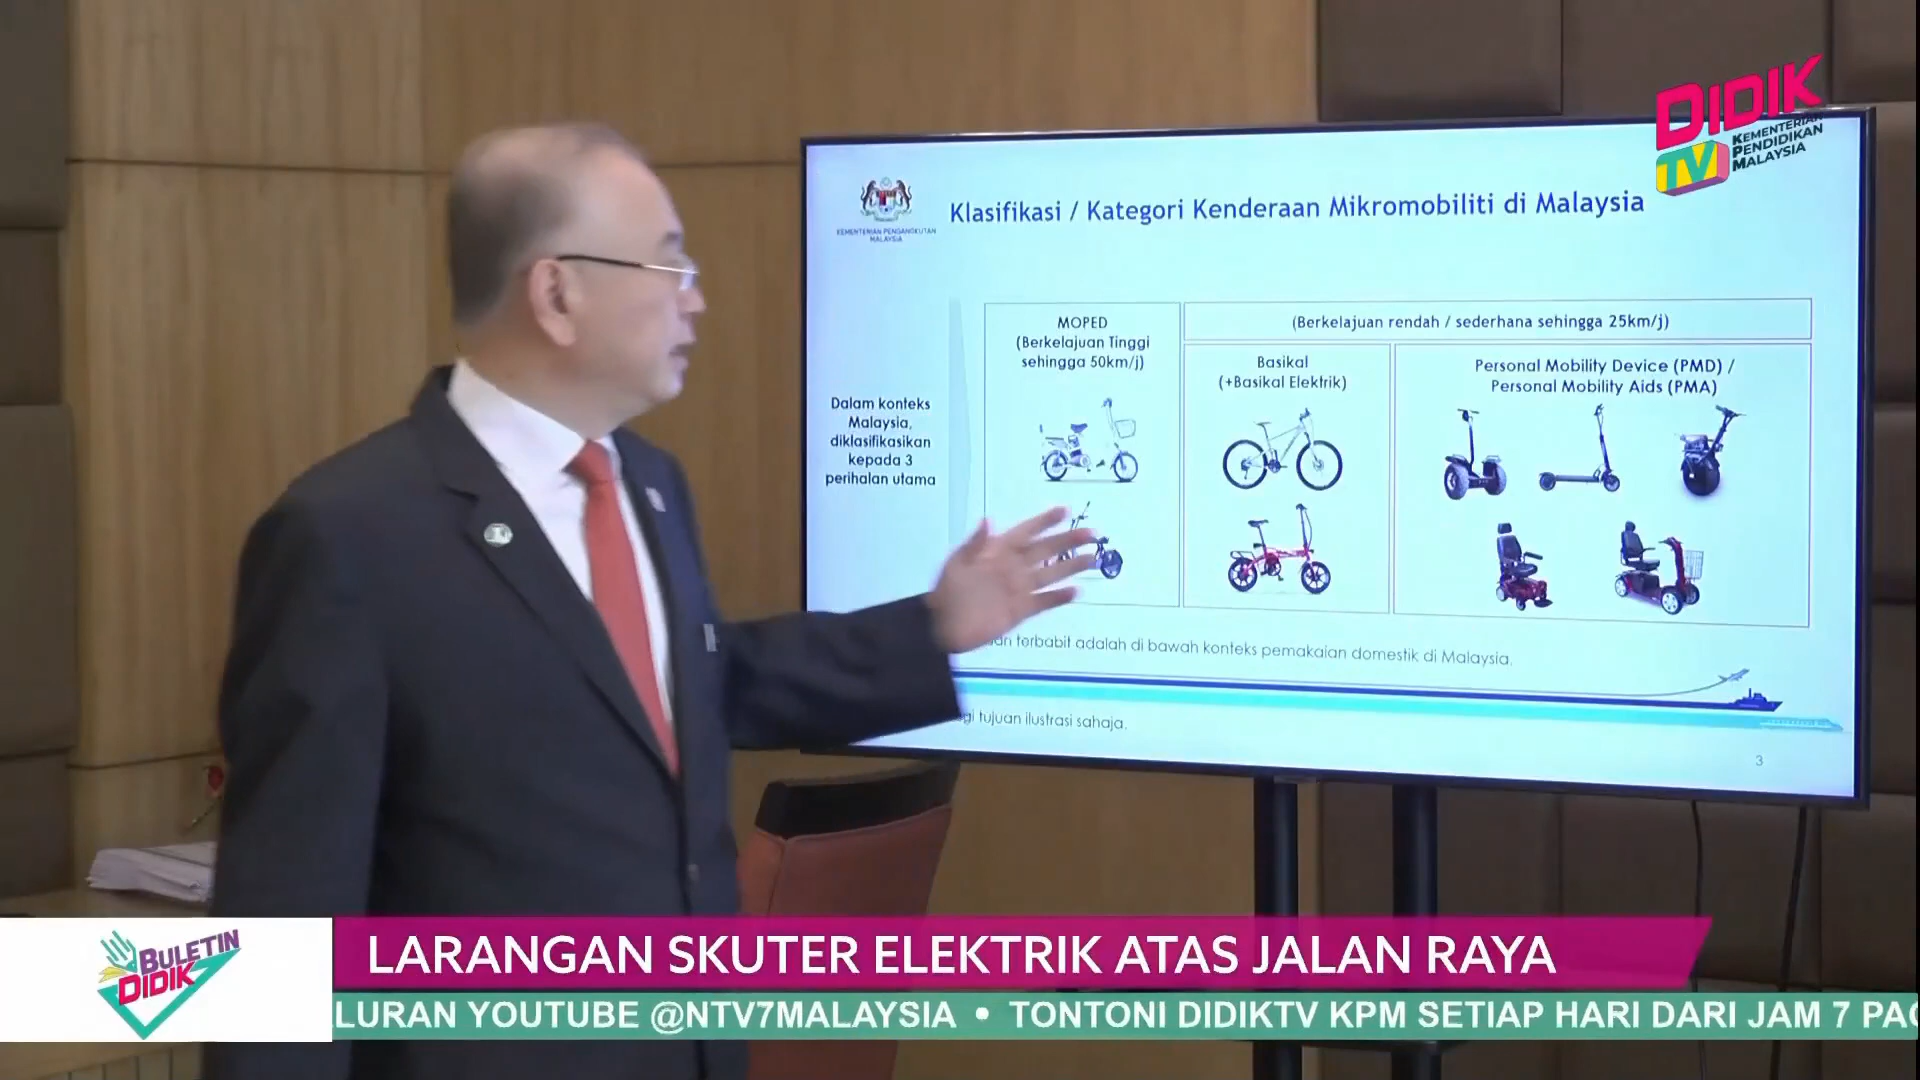 DIDIK
TV
KEMENTERIAN
PENDIDIKAN
MALAYSIA
KEMENTERIAN PENGANGKUTAN
MALAYSIA
Klasifikasi / Kategori Kenderaan Mikromobiliti di Malaysia
Dalam konteks
Malaysia,
diklasifikasikan
kepada 3
perihalan utama
MOPED
(Berkelajuan Tinggi
sehingga 50km/j)
(Berkelajuan rendah / sederhana sehingga 25km/j)
Basikal
(+Basikal Elektrik)
Personal Mobility Device (PMD) /
Personal Mobility Aids (PMA)
terbabit adalah di bawah konteks pemakaian domestik di Malaysia.
tujuan ilustrasi sahaja.
3
BULETIN
DIDIK
LARANGAN SKUTER ELEKTRIK ATAS JALAN RAYA
LURAN YOUTUBE @NTV7MALAYSIA • TONTONI DIDIKTV KPM SETIAP HARI DARI JAM 7 PAG